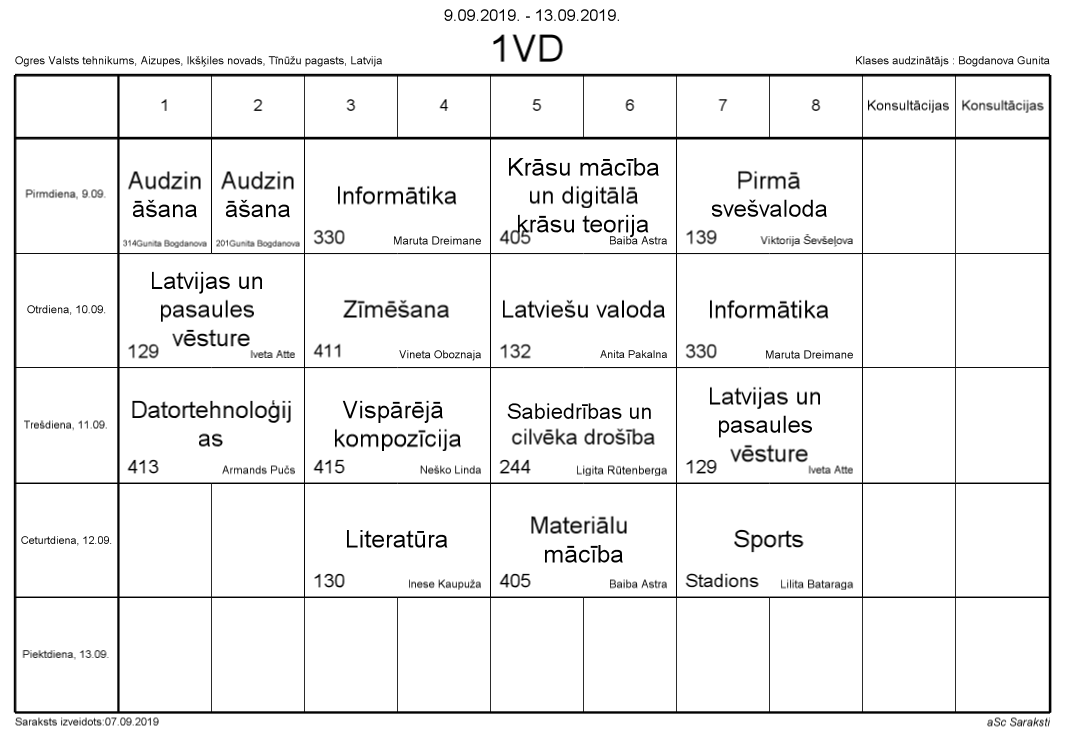 9.09.2019. - 13.09.2019.
1VD
Ogres Valsts tehnikums, Aizupes, Ikšķiles novads, Tīnūžu pagasts, Latvija
Klases audzinātājs : Bogdanova Gunita
1 2 3 4 5 6 7 8 Konsultācijas Konsultācijas
Pirmdiena, 9.09.
Audzin
āšana
314Gunita Bogdanova
Audzin
āšana
201Gunita Bogdanova
Informātika
330 Maruta Dreimane
Krāsu mācība
un digitālā
krāsu teorija
405 Baiba Astra
Pirmā
svešvaloda
139 Viktorija Ševšeļova
Otrdiena, 10.09.
Latvijas un
pasaules
vēsture
129 Iveta Atte
Zīmēšana
411 Vineta Oboznaja
Latviešu valoda
132 Anita Pakalna
Informātika
330 Maruta Dreimane
Trešdiena, 11.09.
Datortehnoloģij
as
413 Armands Pučs
Vispārējā
kompozīcija
415 Neško Linda
Sabiedrības un
cilvēka drošība
244 Ligita Rūtenberga
Latvijas un
pasaules
vēsture
129 Iveta Atte
Ceturtdiena, 12.09.
Literatūra
130 Inese Kaupuža
Materiālu
mācība
405 Baiba Astra
Sports
Stadions Lilita Bataraga
Piektdiena, 13.09.
Saraksts izveidots:07.09.2019
aSc Saraksti